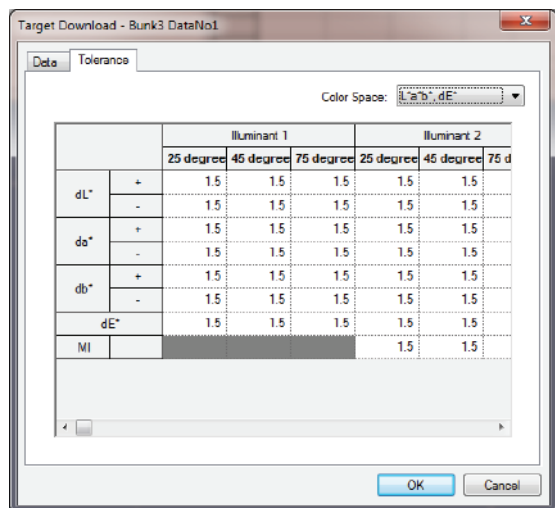 Target Download - Bunk3 DataNo1
Data Tolerance
Color Space: L*a*b*, dE*
Illuminant 1 Illuminant 2
25 degree 45 degree 75 degree 25 degree 45 degree 75 d
dL* + 1.5 1.5 1.5 1.5 1.5
- 1.5 1.5 1.5 1.5 1.5
da* + 1.5 1.5 1.5 1.5 1.5
- 1.5 1.5 1.5 1.5 1.5
db* + 1.5 1.5 1.5 1.5 1.5
- 1.5 1.5 1.5 1.5 1.5
dE* 1.5 1.5 1.5 1.5 1.5
MI 1.5 1.5
OK Cancel